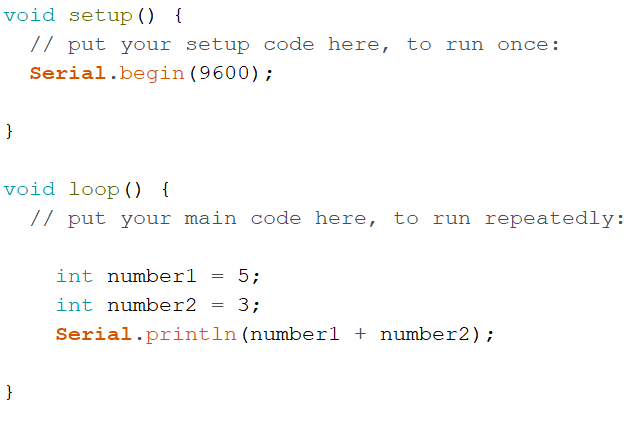 void setup() {
  // put your setup code here, to run once:
  Serial.begin(9600);
}
void loop() {
  // put your main code here, to run repeatedly:
    int number1 = 5;
    int number2 = 3;
    Serial.println(number1 + number2);
}